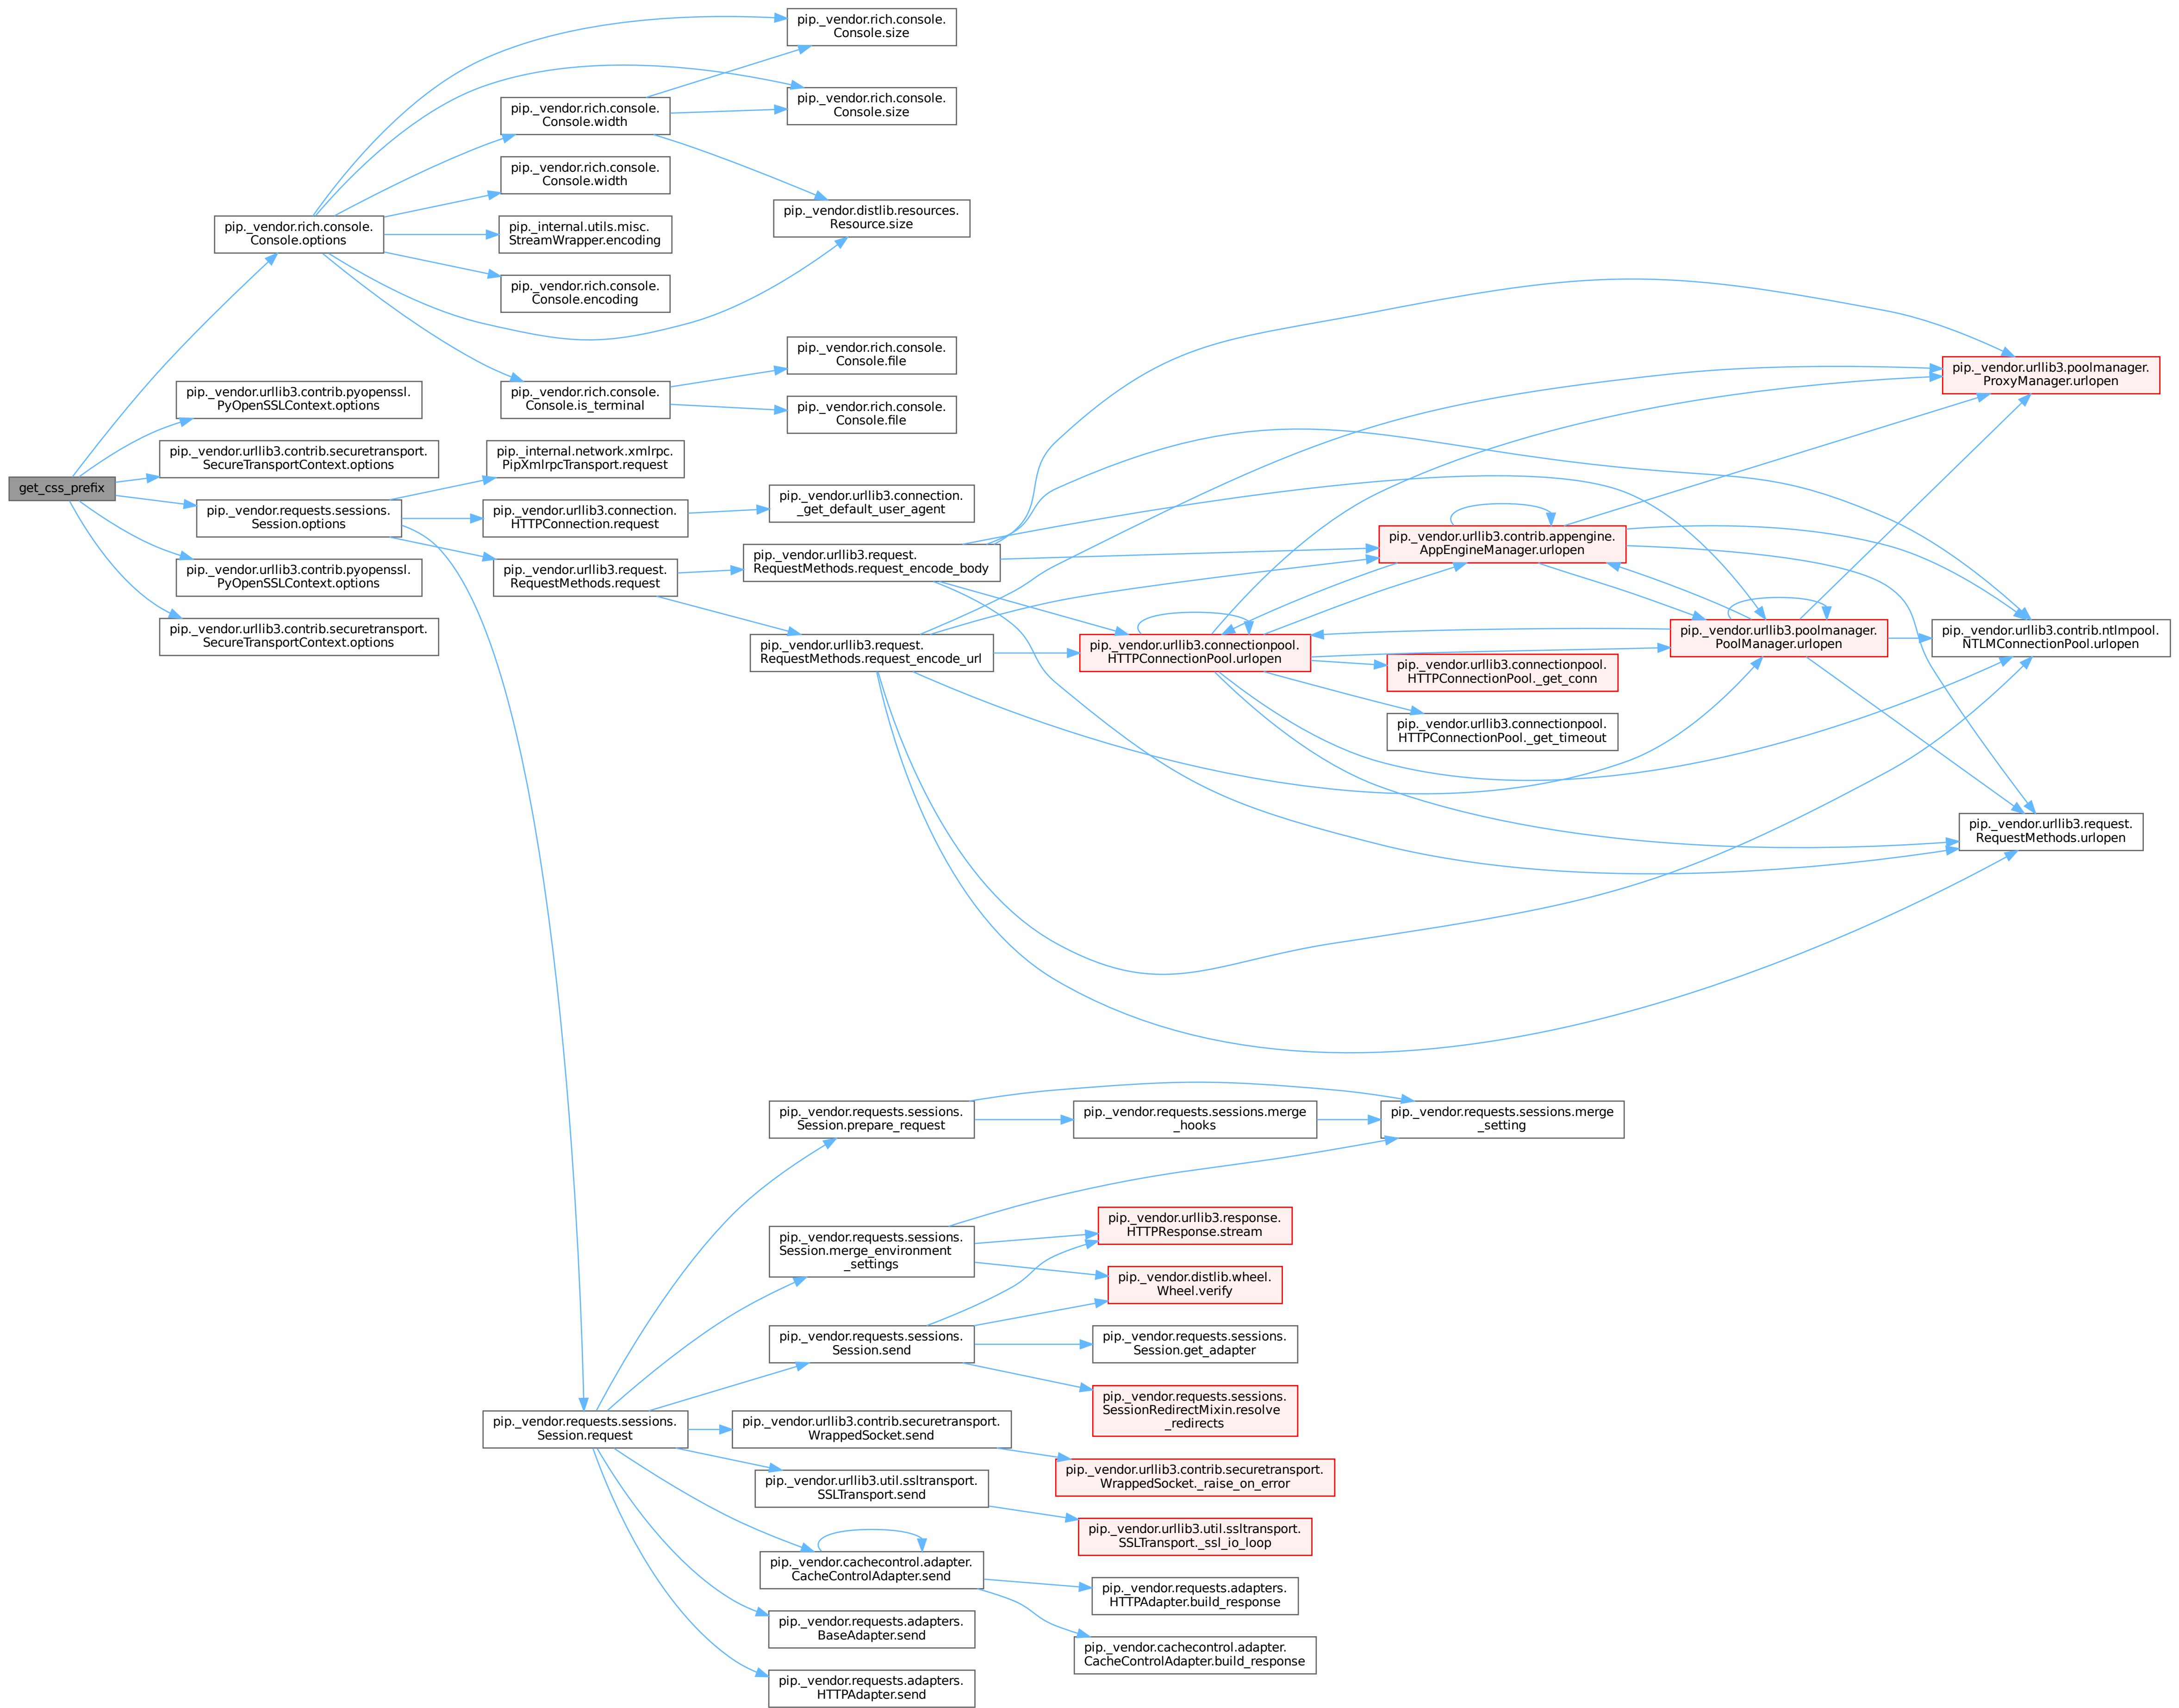 get_css_prefix
pip._vendor.rich.console.
Console.options
pip._vendor.urllib3.contrib.pyopenssl.
PyOpenSSLContext.options
pip._vendor.urllib3.contrib.securetransport.
SecureTransportContext.options
pip._vendor.requests.sessions.
Session.options
pip._vendor.urllib3.contrib.pyopenssl.
PyOpenSSLContext.options
pip._vendor.urllib3.contrib.securetransport.
SecureTransportContext.options
pip._vendor.rich.console.
Console.width
pip._vendor.rich.console.
Console.width
pip._internal.utils.misc.
StreamWrapper.encoding
pip._vendor.rich.console.
Console.encoding
pip._vendor.rich.console.
Console.is_terminal
pip._internal.network.xmlrpc.
PipXmlrpcTransport.request
pip._vendor.urllib3.connection.
HTTPConnection.request
pip._vendor.urllib3.request.
RequestMethods.request
pip._vendor.requests.sessions.
Session.request
pip._vendor.rich.console.
Console.size
pip._vendor.rich.console.
Console.size
pip._vendor.distlib.resources.
Resource.size
pip._vendor.rich.console.
Console.file
pip._vendor.rich.console.
Console.file
pip._vendor.urllib3.connection.
_get_default_user_agent
pip._vendor.urllib3.request.
RequestMethods.request_encode_body
pip._vendor.urllib3.request.
RequestMethods.request_encode_url
pip._vendor.urllib3.connectionpool.
HTTPConnectionPool.urlopen
pip._vendor.urllib3.contrib.appengine.
AppEngineManager.urlopen
pip._vendor.urllib3.connectionpool.
HTTPConnectionPool._get_conn
pip._vendor.urllib3.connectionpool.
HTTPConnectionPool._get_timeout
pip._vendor.urllib3.poolmanager.
PoolManager.urlopen
pip._vendor.urllib3.poolmanager.
ProxyManager.urlopen
pip._vendor.urllib3.contrib.ntlmpool.
NTLMConnectionPool.urlopen
pip._vendor.urllib3.request.
RequestMethods.urlopen
pip._vendor.requests.sessions.
Session.prepare_request
pip._vendor.requests.sessions.merge
_hooks
pip._vendor.requests.sessions.merge
_setting
pip._vendor.requests.sessions.
Session.merge_environment
_settings
pip._vendor.urllib3.response.
HTTPResponse.stream
pip._vendor.distlib.wheel.
Wheel.verify
pip._vendor.requests.sessions.
Session.send
pip._vendor.requests.sessions.
Session.get_adapter
pip._vendor.requests.sessions.
SessionRedirectMixin.resolve
_redirects
pip._vendor.urllib3.contrib.securetransport.
WrappedSocket.send
pip._vendor.urllib3.contrib.securetransport.
WrappedSocket._raise_on_error
pip._vendor.urllib3.util.ssltransport.
SSLTransport.send
pip._vendor.urllib3.util.ssltransport.
SSLTransport._ssl_io_loop
pip._vendor.cachecontrol.adapter.
CacheControlAdapter.send
pip._vendor.requests.adapters.
HTTPAdapter.build_response
pip._vendor.cachecontrol.adapter.
CacheControlAdapter.build_response
pip._vendor.requests.adapters.
BaseAdapter.send
pip._vendor.requests.adapters.
HTTPAdapter.send